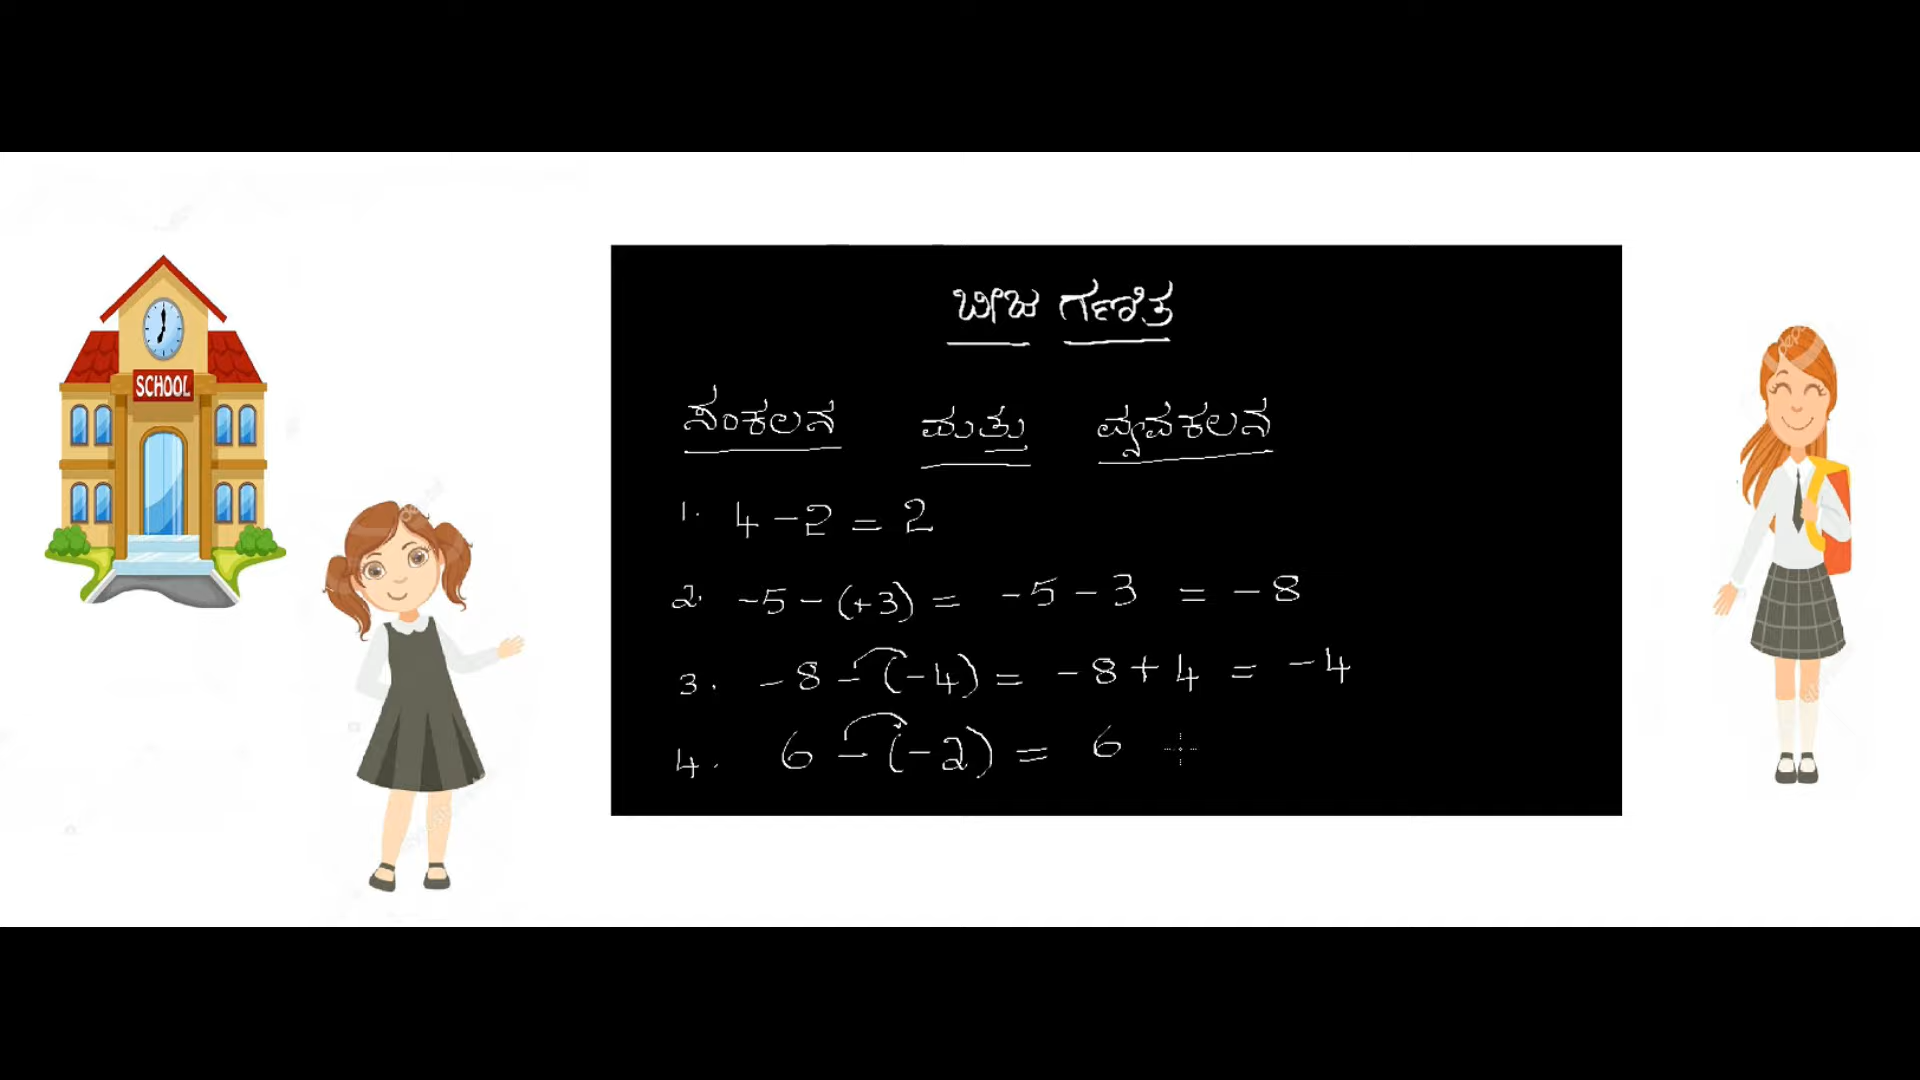 SCHOOL
ಬೀಜ ಗಣಿತ
ಸಂಕಲನ ಮತ್ತು ವ್ಯವಕಲನ
1. 4 - 2 = 2
2. -5 - (+3) = -5 - 3 = -8
3. -8 - (-4) = -8 + 4 = -4
4. 6 - (-2) = 6